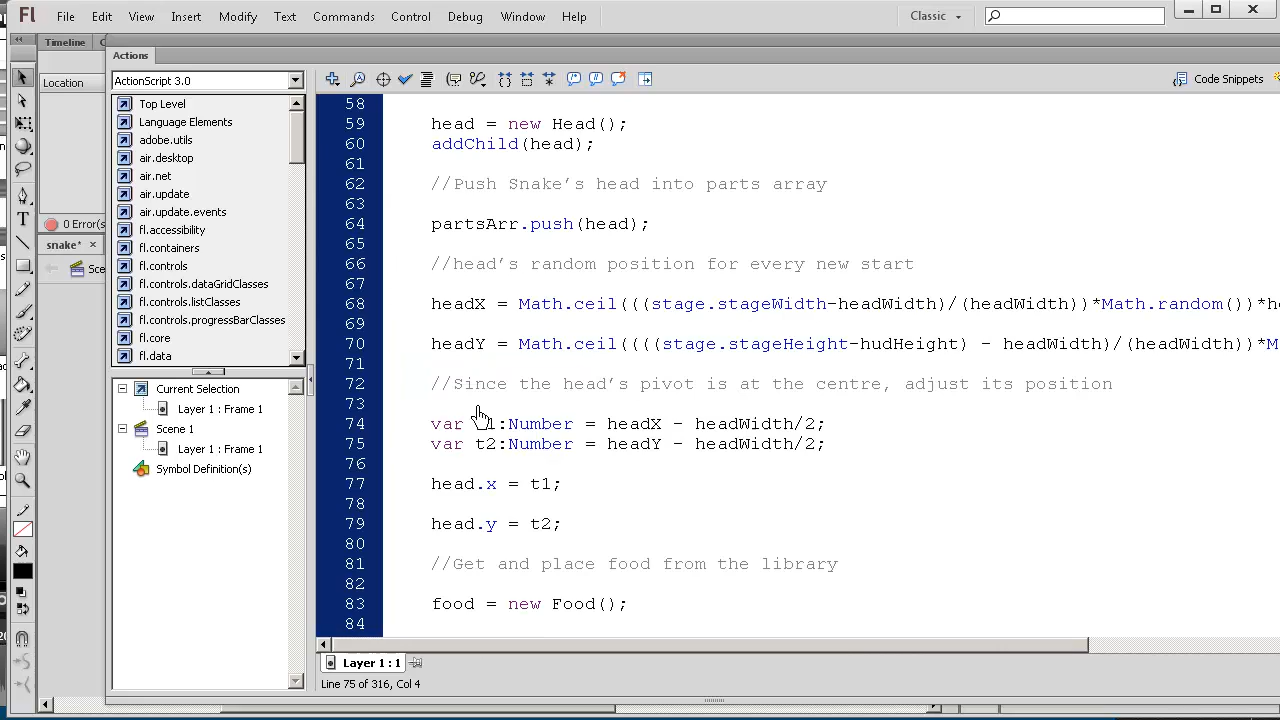 Fl File Edit View Insert Modify Text Commands Control Debug Window Help Classic
Timeline
Actions
Location
ActionScript 3.0
Code Snippets
Top Level
Language Elements
adobe.utils
air.desktop
air.net
air.update
air.update.events
fl.accessibility
fl.containers
fl.controls
fl.controls.dataGridClasses
fl.controls.listClasses
fl.controls.progressBarClasses
fl.core
fl.data
0 Error(s
snake*
Current Selection
Layer 1 : Frame 1
Scene 1
Layer 1 : Frame 1
Symbol Definition(s)
58
59 head = new Head();
60 addChild(head);
61
62 //Push Snake's head into parts array
63
64 partsArr.push(head);
65
66 //head's random position for every new start
67
68 headX = Math.ceil(((stage.stageWidth-headWidth)/(headWidth))*Math.random())*h
69
70 headY = Math.ceil((((stage.stageHeight-hudHeight) - headWidth)/(headWidth))*M
71
72 //Since the head's pivot is at the centre, adjust its position
73
74 var 1:Number = headX - headWidth/2;
75 var t2:Number = headY - headWidth/2;
76
77 head.x = t1;
78
79 head.y = t2;
80
81 //Get and place food from the library
82
83 food = new Food();
84
Layer 1 : 1
Line 75 of 316, Col 4